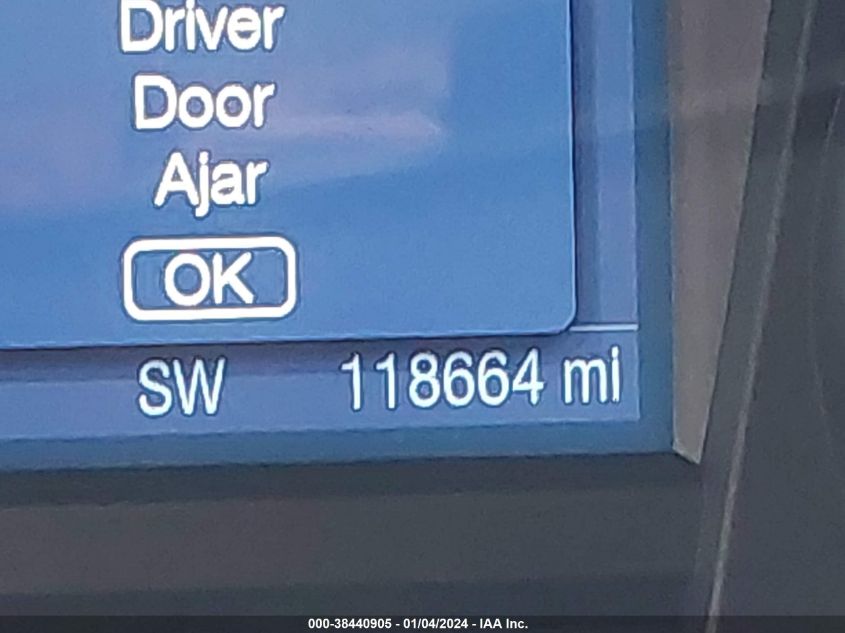 Driver
Door
Ajar
OK
SW 118664 mi
000-38440905 - 01/04/2024 - IAA Inc.